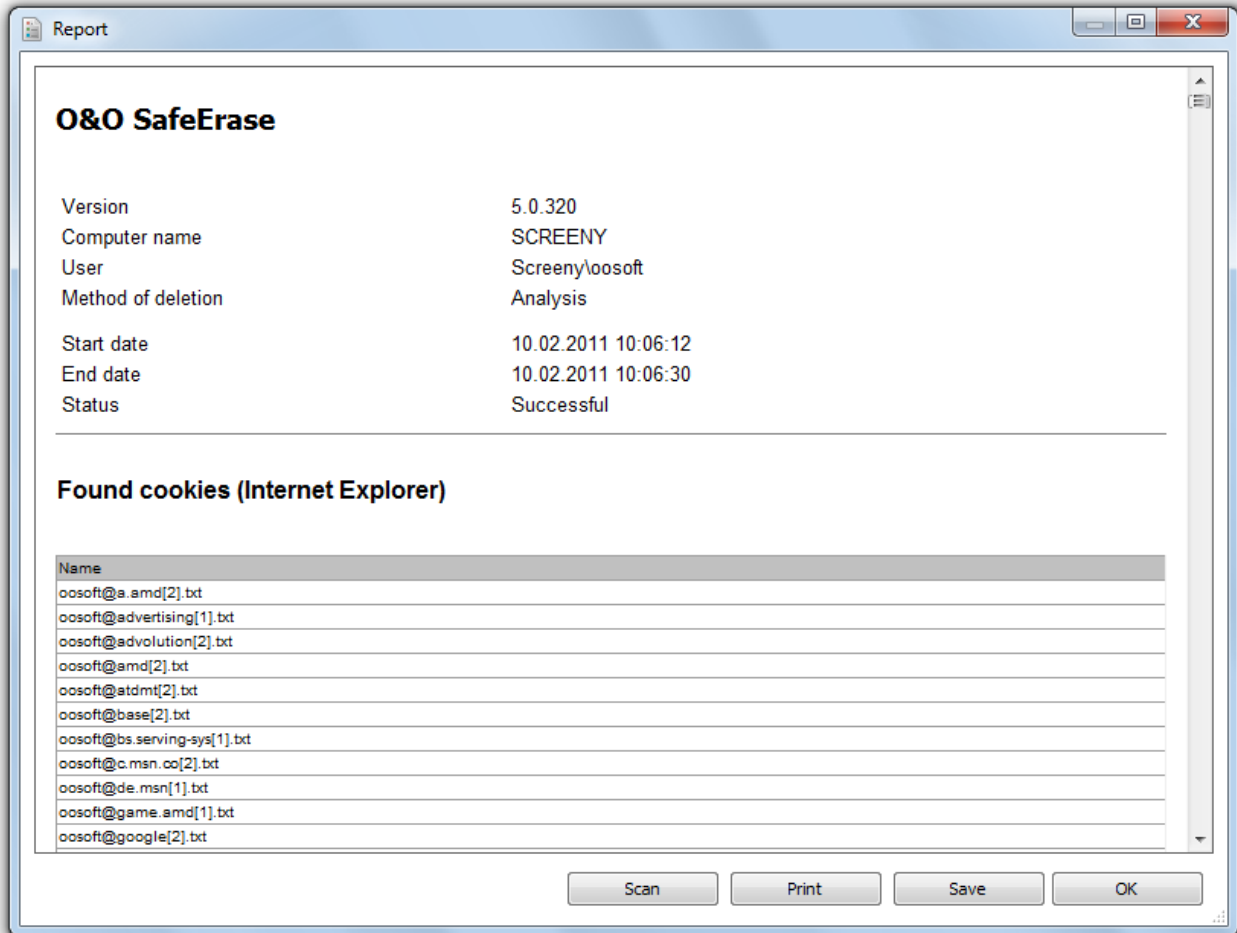 Report
O&O SafeErase
Version 5.0.320
Computer name SCREENY
User Screeny\oosoft
Method of deletion Analysis
Start date 10.02.2011 10:06:12
End date 10.02.2011 10:06:30
Status Successful
Found cookies (Internet Explorer)
Name
oosoft@a.amd[2].txt
oosoft@advertising[1].txt
oosoft@advolution[2].txt
oosoft@amd[2].txt
oosoft@atdmt[2].txt
oosoft@base[2].txt
oosoft@bs.serving-sys[1].txt
oosoft@c.msn.co[2].txt
oosoft@de.msn[1].txt
oosoft@game.amd[1].txt
oosoft@google[2].txt
Scan Print Save OK